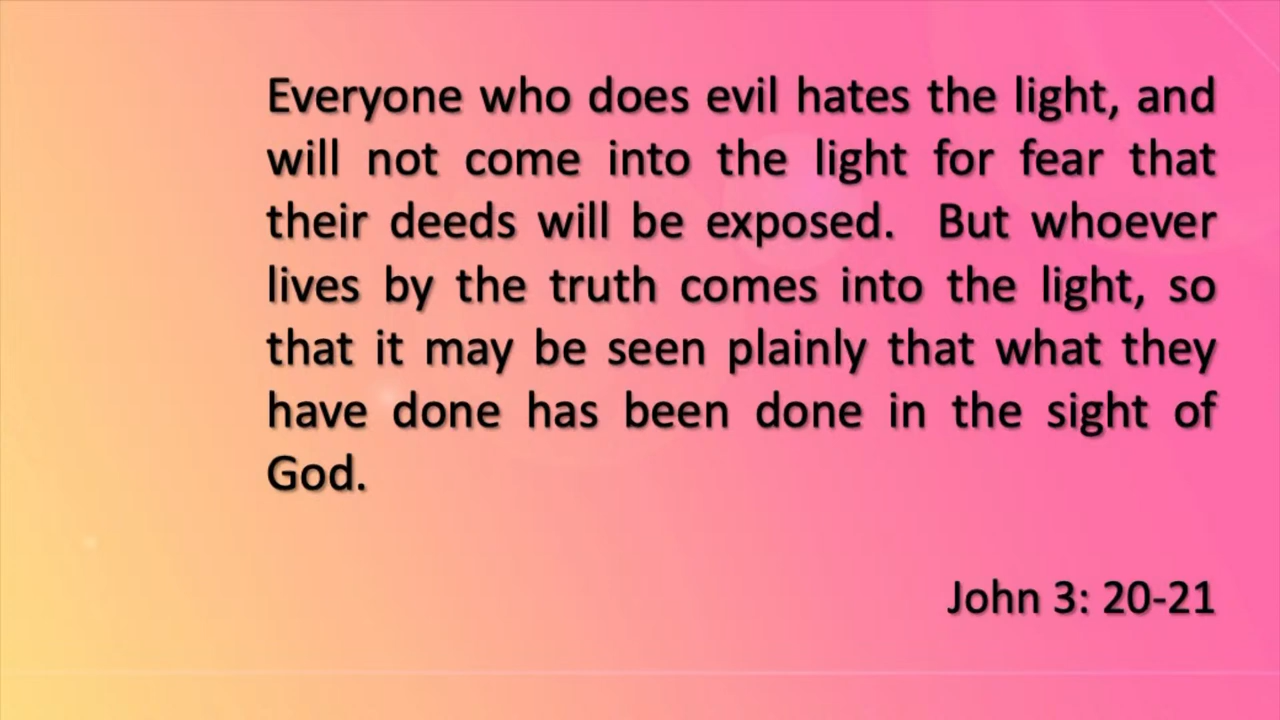 Everyone who does evil hates the light, and
will not come into the light for fear that
their deeds will be exposed.  But whoever
lives by the truth comes into the light, so
that it may be seen plainly that what they
have done has been done in the sight of
God.
John 3: 20-21